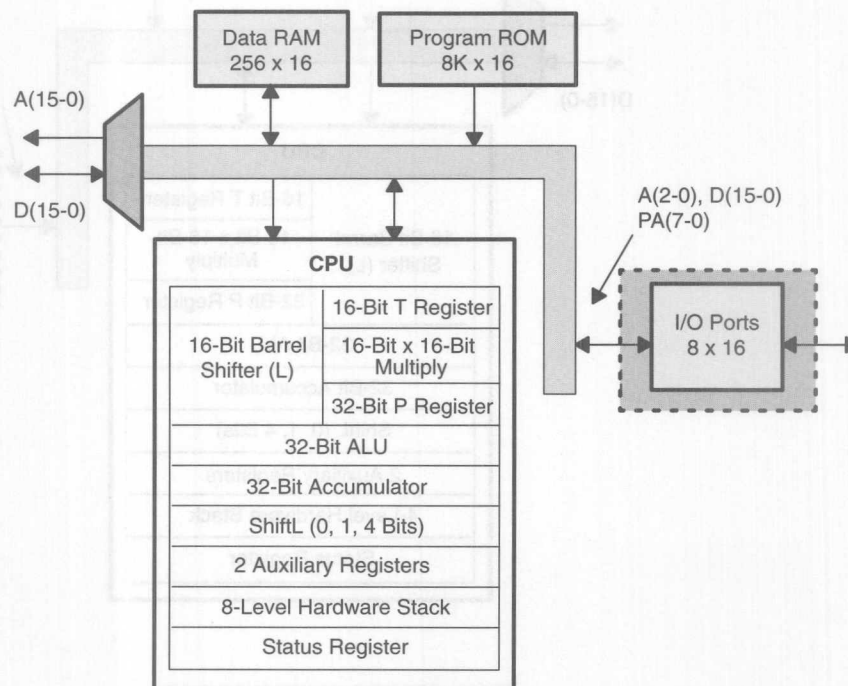 Data RAM
256 x 16
Program ROM
8K x 16
A(15-0)
D(15-0)
A(2-0), D(15-0)
PA(7-0)
I/O Ports
8 x 16
CPU
16-Bit T Register
16-Bit Barrel
Shifter (L)
16-Bit x 16-Bit
Multiply
32-Bit P Register
32-Bit ALU
32-Bit Accumulator
ShiftL (0, 1, 4 Bits)
2 Auxiliary Registers
8-Level Hardware Stack
Status Register